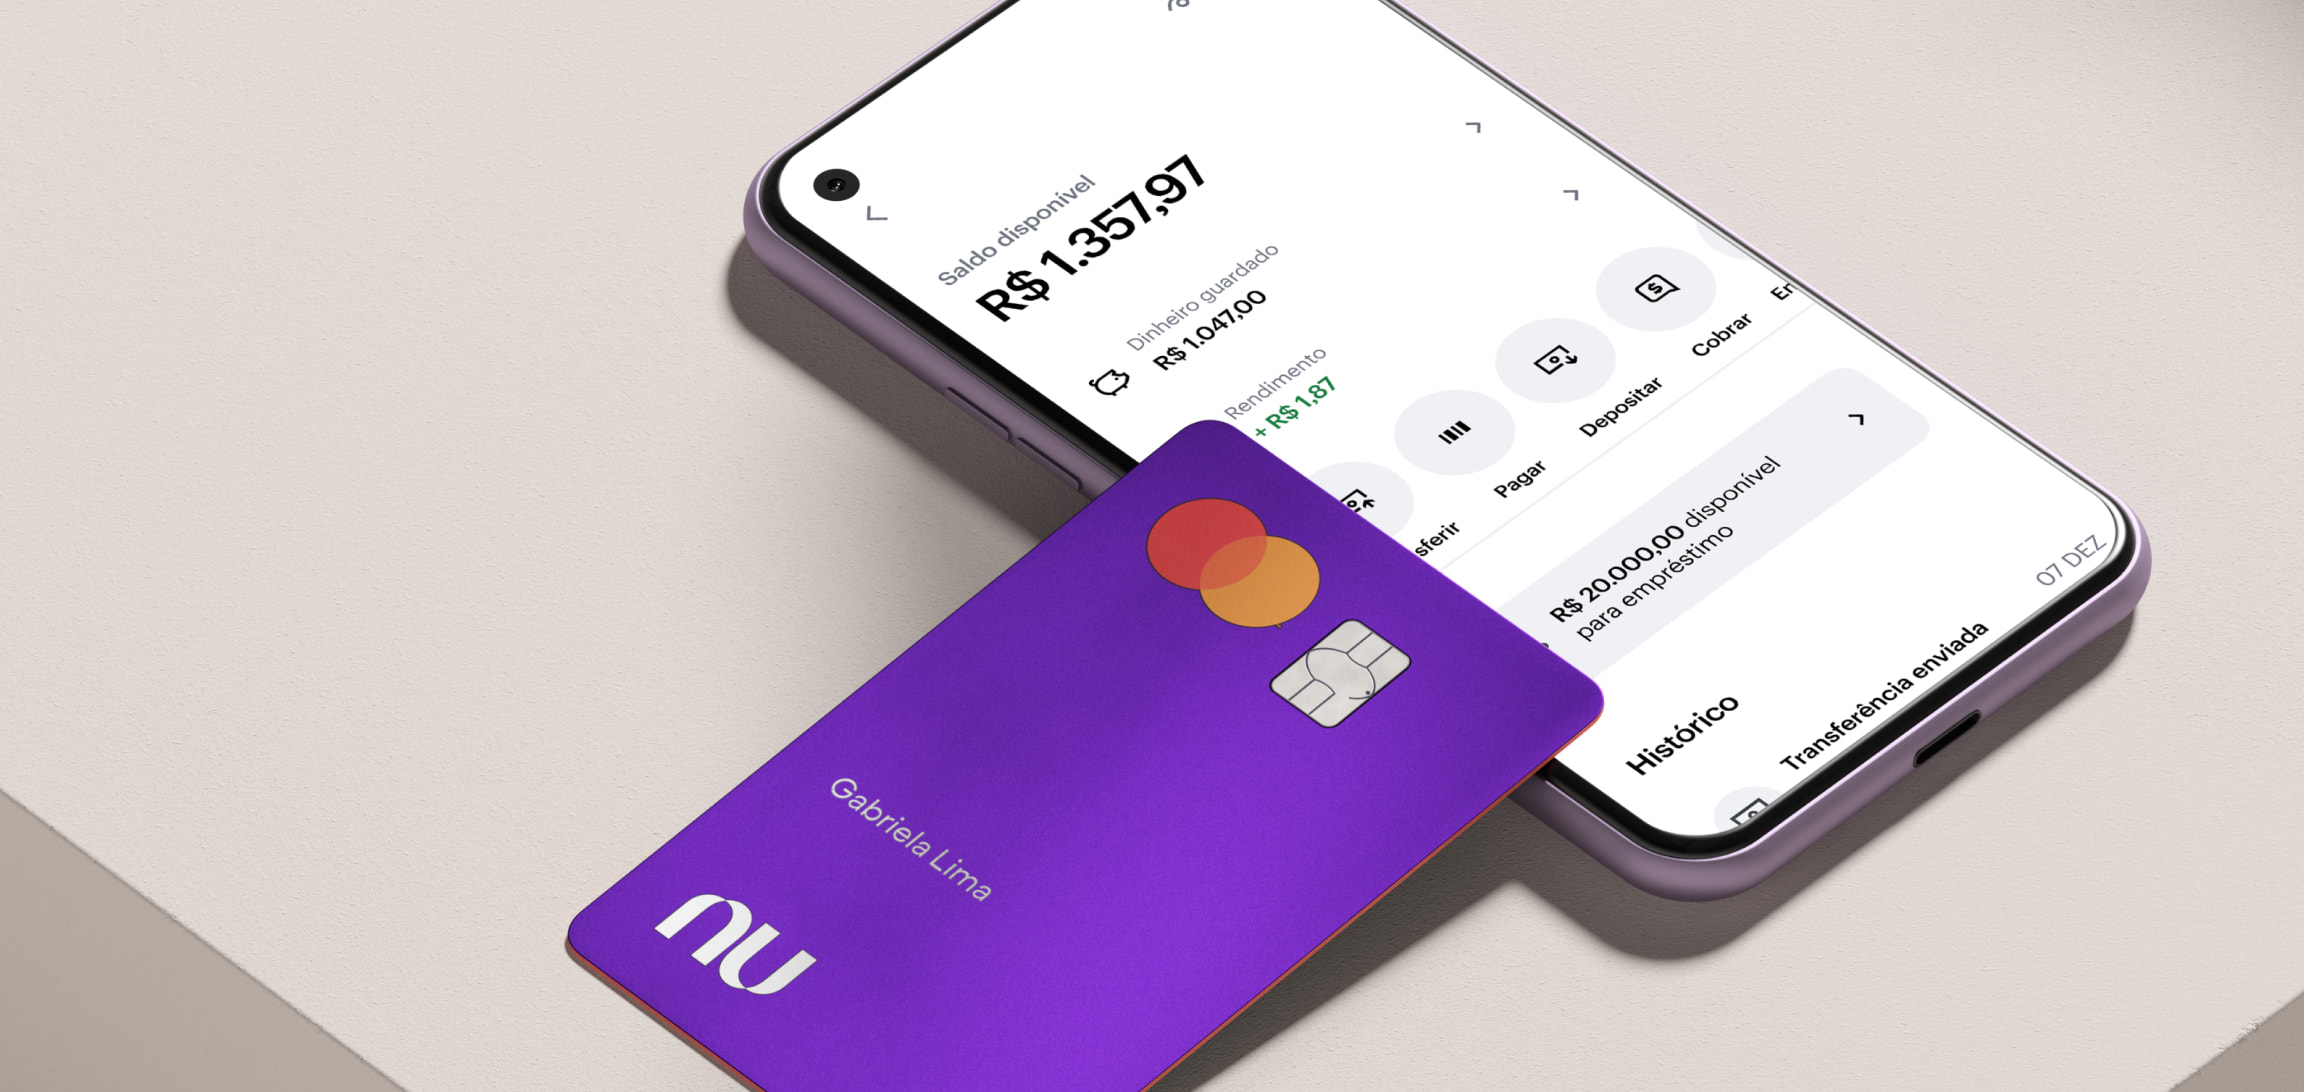 Saldo disponível
R$ 1.357,97
Dinheiro guardado
R$ 1.047,00
Rendimento
+ R$ 1,87
sferir
Pagar
Depositar
Cobrar
R$ 20.000,00 disponível
para empréstimo
Histórico
Transferência enviada
07 DEZ
Gabriela Lima
nu